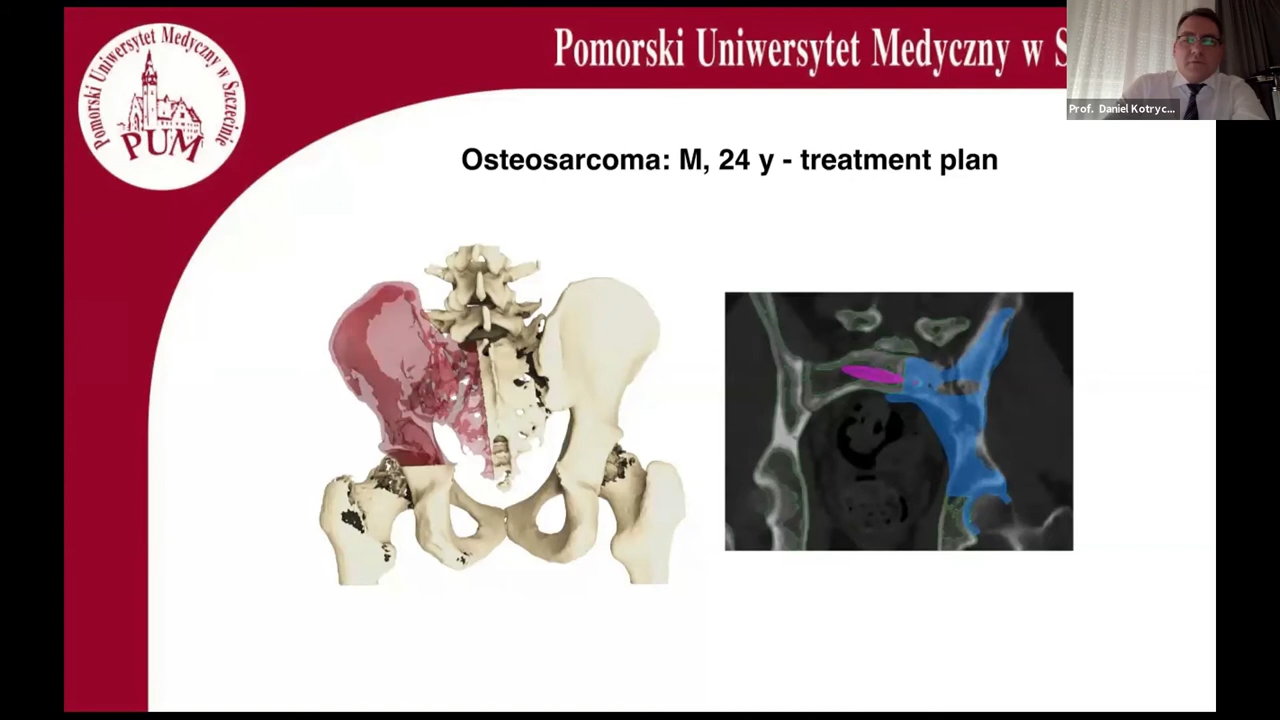 Pomorski Uniwersytet Medyczny w Szczecinie
PUM
Pomorski Uniwersytet Medyczny w S
Prof. Daniel Kotryc...
Osteosarcoma: M, 24 y - treatment plan